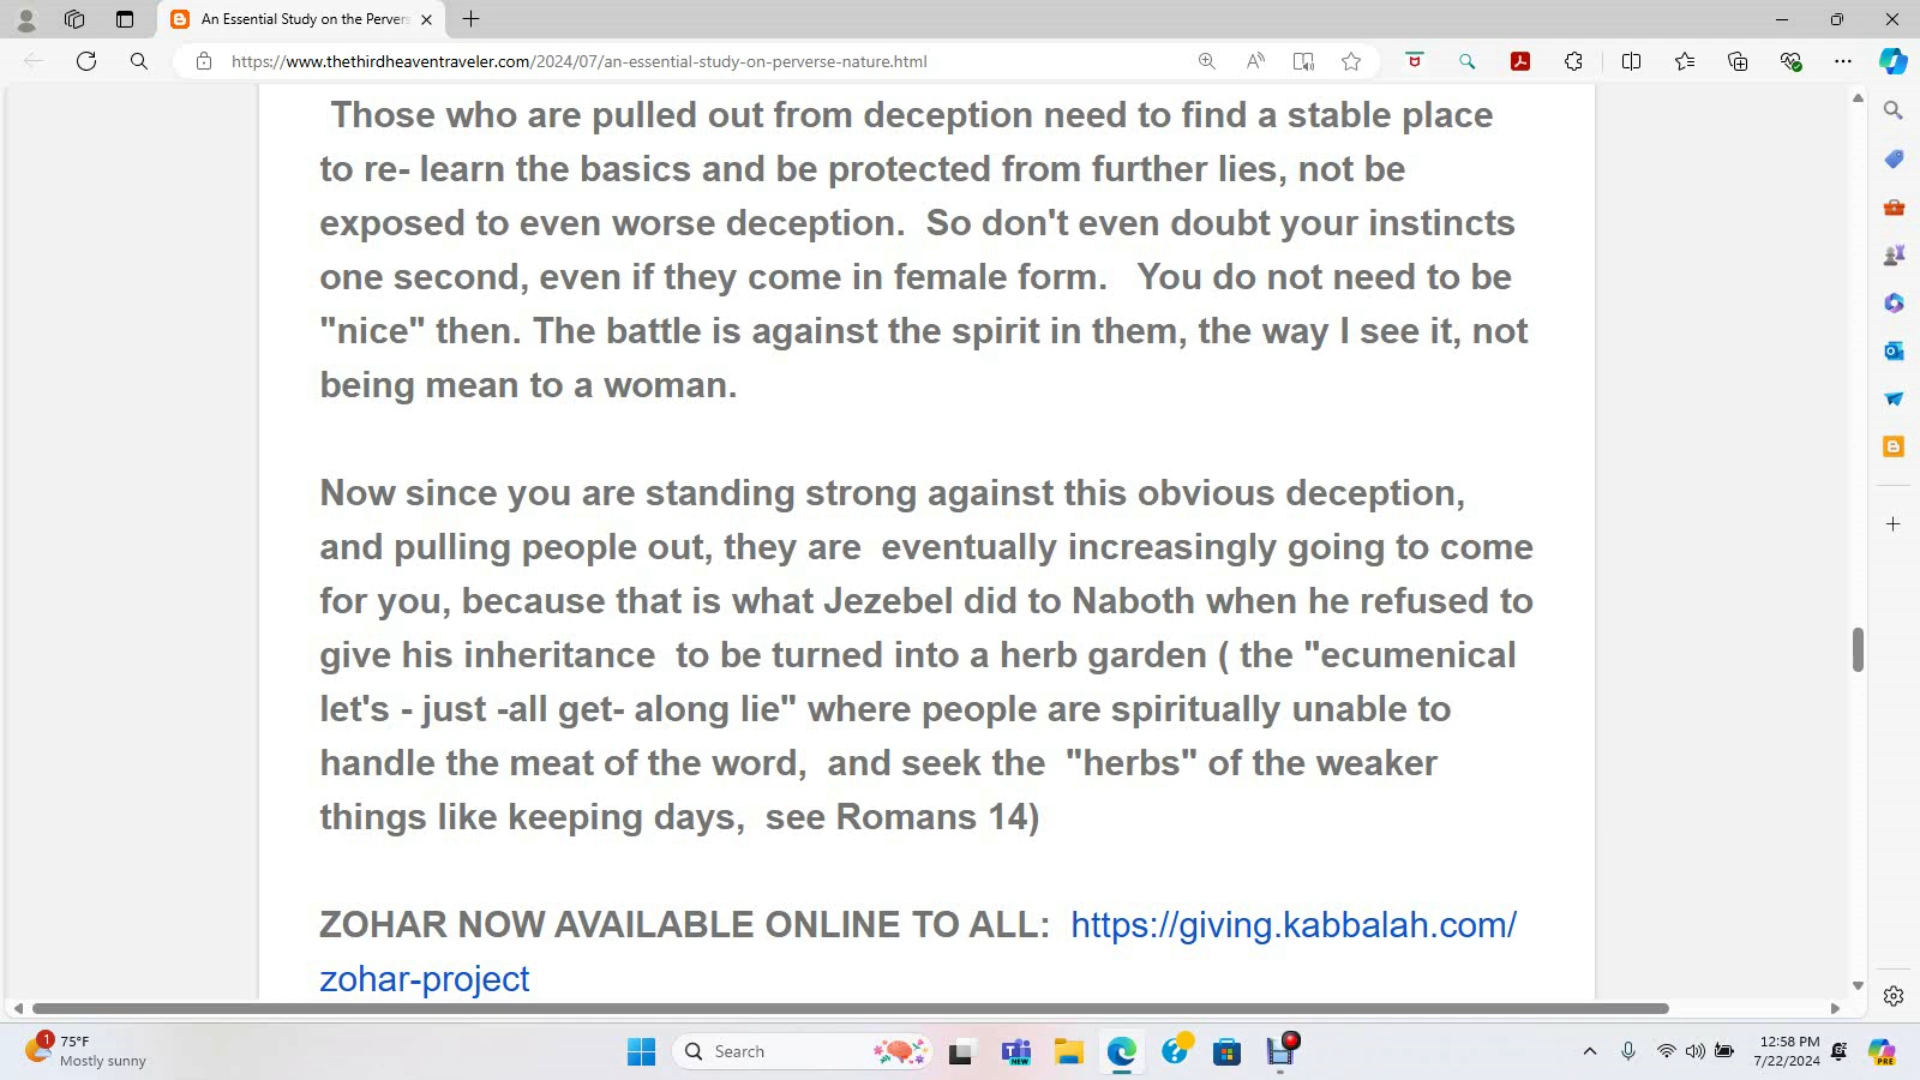 An Essential Study on the Perver
https://www.thethirdheaventraveler.com/2024/07/an-essential-study-on-perverse-nature.html
Those who are pulled out from deception need to find a stable place
to re- learn the basics and be protected from further lies, not be
exposed to even worse deception.  So don't even doubt your instincts
one second, even if they come in female form.   You do not need to be
"nice" then. The battle is against the spirit in them, the way I see it, not
being mean to a woman.
Now since you are standing strong against this obvious deception,
and pulling people out, they are  eventually increasingly going to come
for you, because that is what Jezebel did to Naboth when he refused to
give his inheritance  to be turned into a herb garden ( the "ecumenical
let's - just -all get- along lie" where people are spiritually unable to
handle the meat of the word,  and seek the  "herbs" of the weaker
things like keeping days,  see Romans 14)
ZOHAR NOW AVAILABLE ONLINE TO ALL:  https://giving.kabbalah.com/
zohar-project
1
75°F
Mostly sunny
Search
NEW
12:58 PM
7/22/2024
PRE